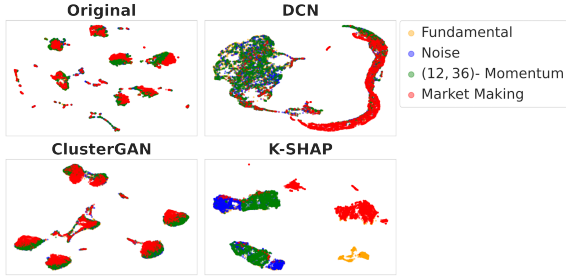 Original
DCN
Fundamental
Noise
(12, 36)- Momentum
Market Making
ClusterGAN
K-SHAP